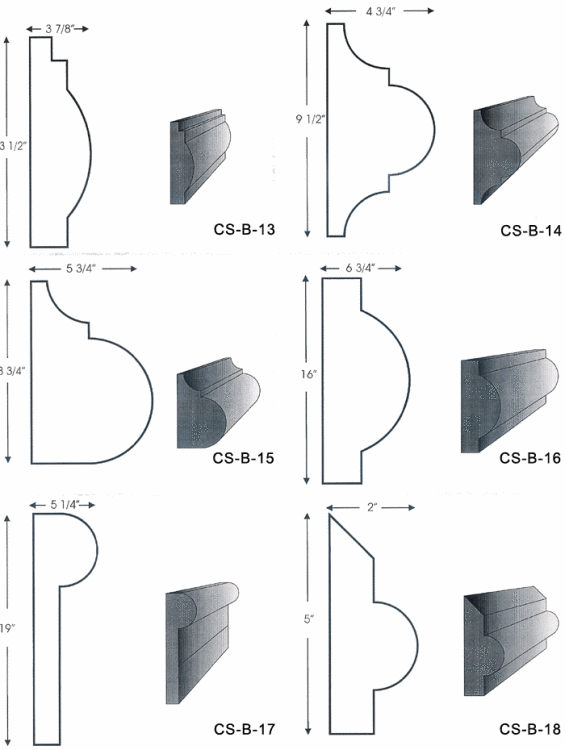 3 7/8"
3 1/2"
CS-B-13
4 3/4"
9 1/2"
CS-B-14
5 3/4"
3/4"
CS-B-15
6 3/4"
16"
CS-B-16
5 1/4"
19"
CS-B-17
2"
5"
CS-B-18